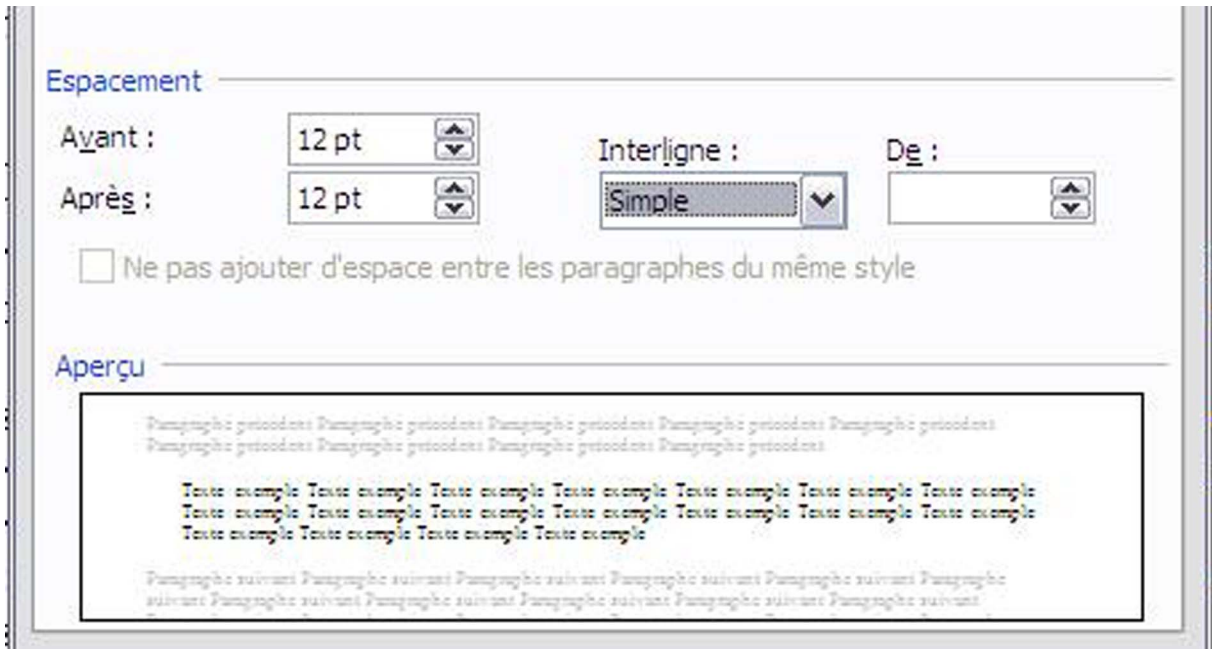 Espacement
Avant :
12 pt
Interligne :
De :
Après :
12 pt
Simple
Ne pas ajouter d'espace entre les paragraphes du même style
Aperçu
Paragraphe précédent Paragraphe précédent Paragraphe précédent Paragraphe précédent Paragraphe précédent
Paragraphe précédent Paragraphe précédent Paragraphe précédent Paragraphe précédent
Texte exemple Texte exemple Texte exemple Texte exemple Texte exemple Texte exemple Texte exemple
Texte exemple Texte exemple Texte exemple Texte exemple Texte exemple Texte exemple Texte exemple
Texte exemple Texte exemple Texte exemple Texte exemple
Paragraphe suivant Paragraphe suivant Paragraphe suivant Paragraphe suivant Paragraphe suivant Paragraphe
suivant Paragraphe suivant Paragraphe suivant Paragraphe suivant Paragraphe suivant Paragraphe suivant